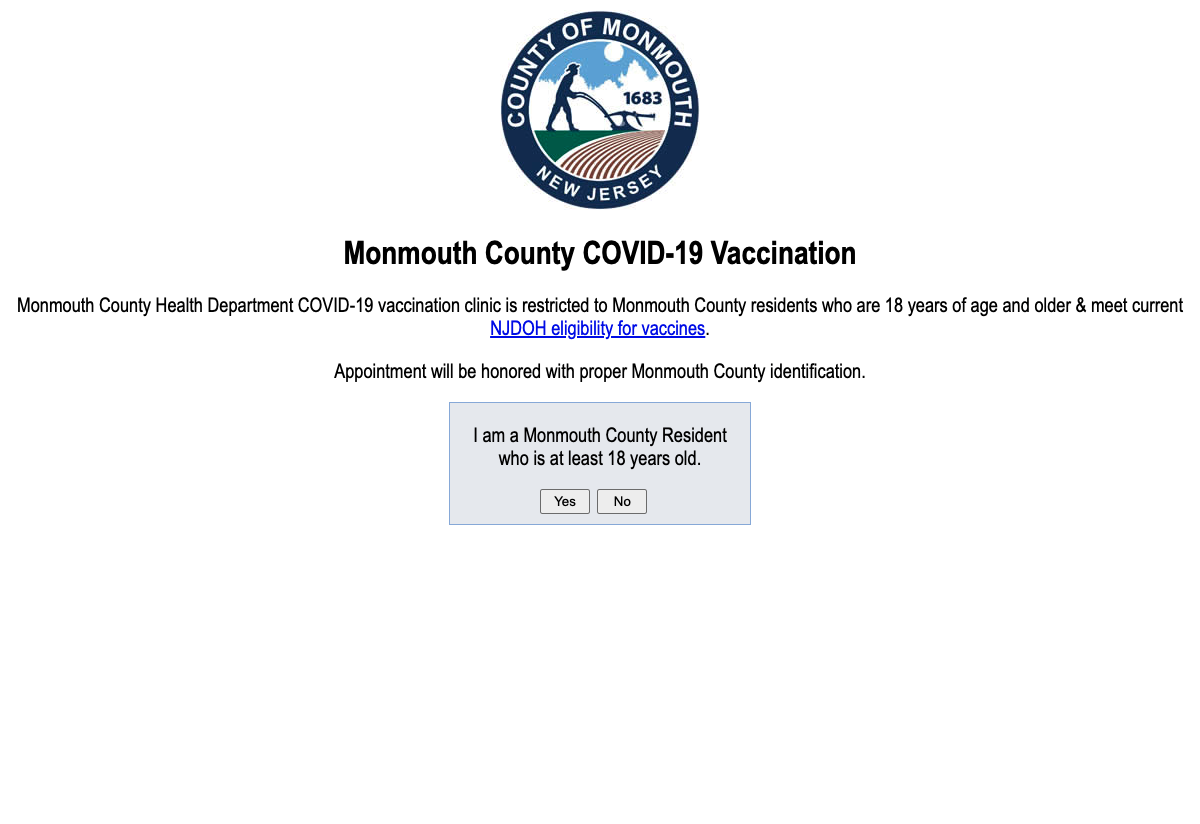 COUNTY OF MONMOUTH
1683
NEW JERSEY
Monmouth County COVID-19 Vaccination
Monmouth County Health Department COVID-19 vaccination clinic is restricted to Monmouth County residents who are 18 years of age and older & meet current
NJDOH eligibility for vaccines.
Appointment will be honored with proper Monmouth County identification.
I am a Monmouth County Resident
who is at least 18 years old.
Yes No